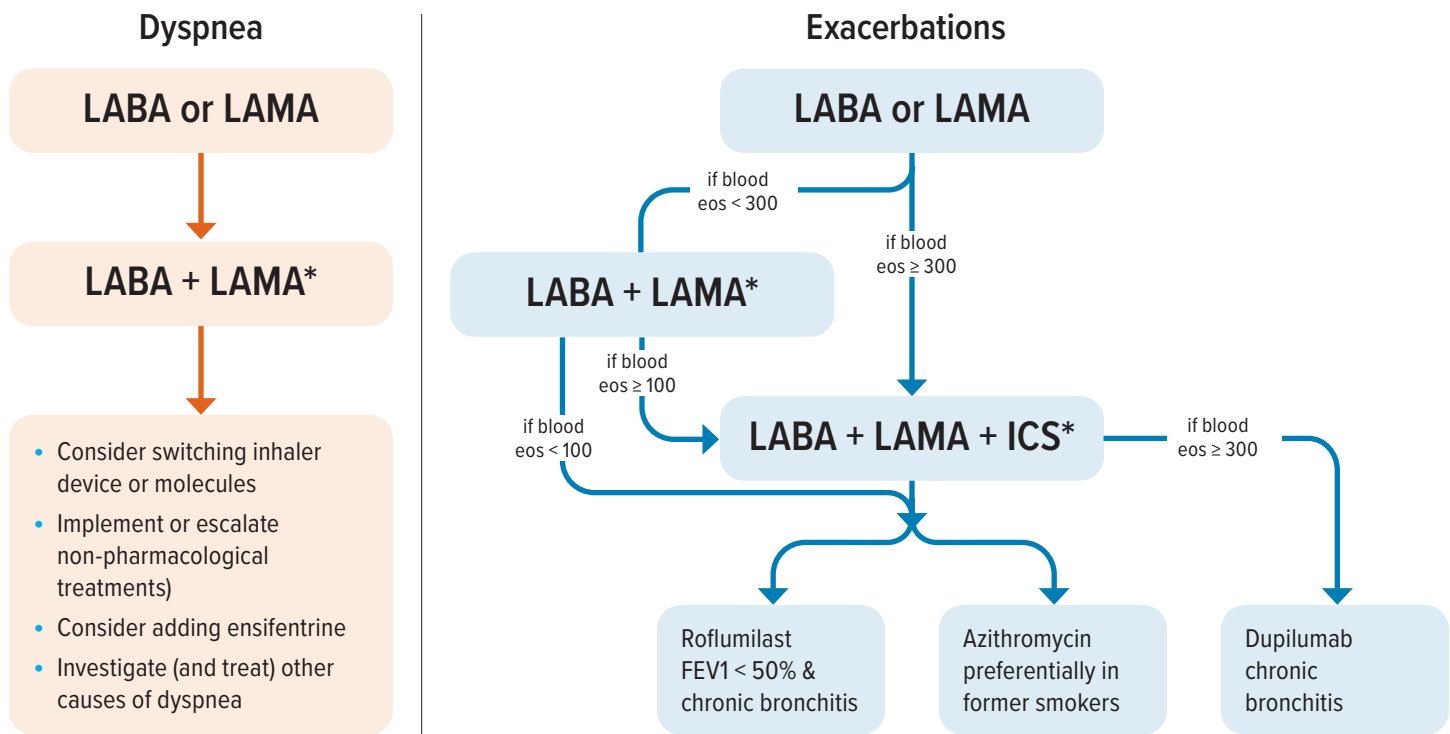 Dyspnea
LABA or LAMA
LABA + LAMA*
• Consider switching inhaler
device or molecules
• Implement or escalate
non-pharmacological
treatments)
• Consider adding ensifentrine
• Investigate (and treat) other
causes of dyspnea
Exacerbations
LABA or LAMA
if blood
eos < 300
if blood
eos ≥ 300
LABA + LAMA*
if blood
eos ≥ 100
if blood
eos < 100
LABA + LAMA + ICS*
if blood
eos ≥ 300
Roflumilast
FEV1 < 50% &
chronic bronchitis
Azithromycin
preferentially in
former smokers
Dupilumab
chronic
bronchitis